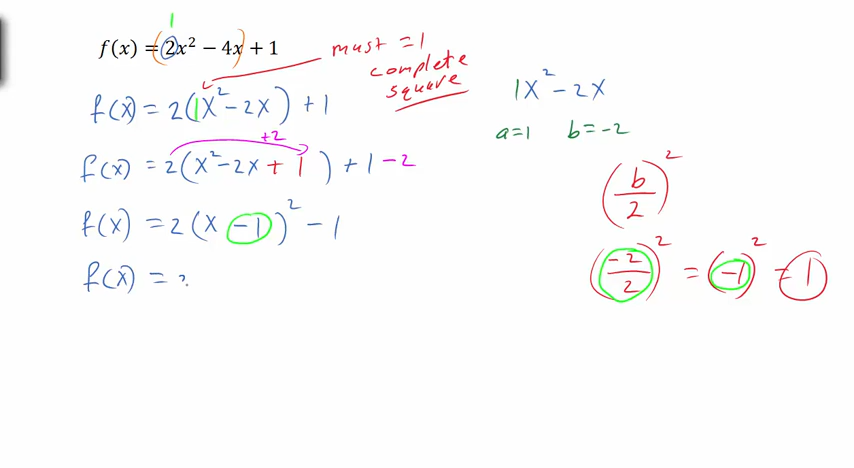 1
f(x) = (2x² − 4x) + 1
must = 1
complete
square
f(x) = 2(1x² − 2x) + 1
1x² − 2x
a=1 b=−2
+2
f(x) = 2(x² − 2x + 1) + 1 − 2
(b/2)²
f(x) = 2(x − 1)² − 1
(−2/2)² = (−1)² = 1
f(x) =